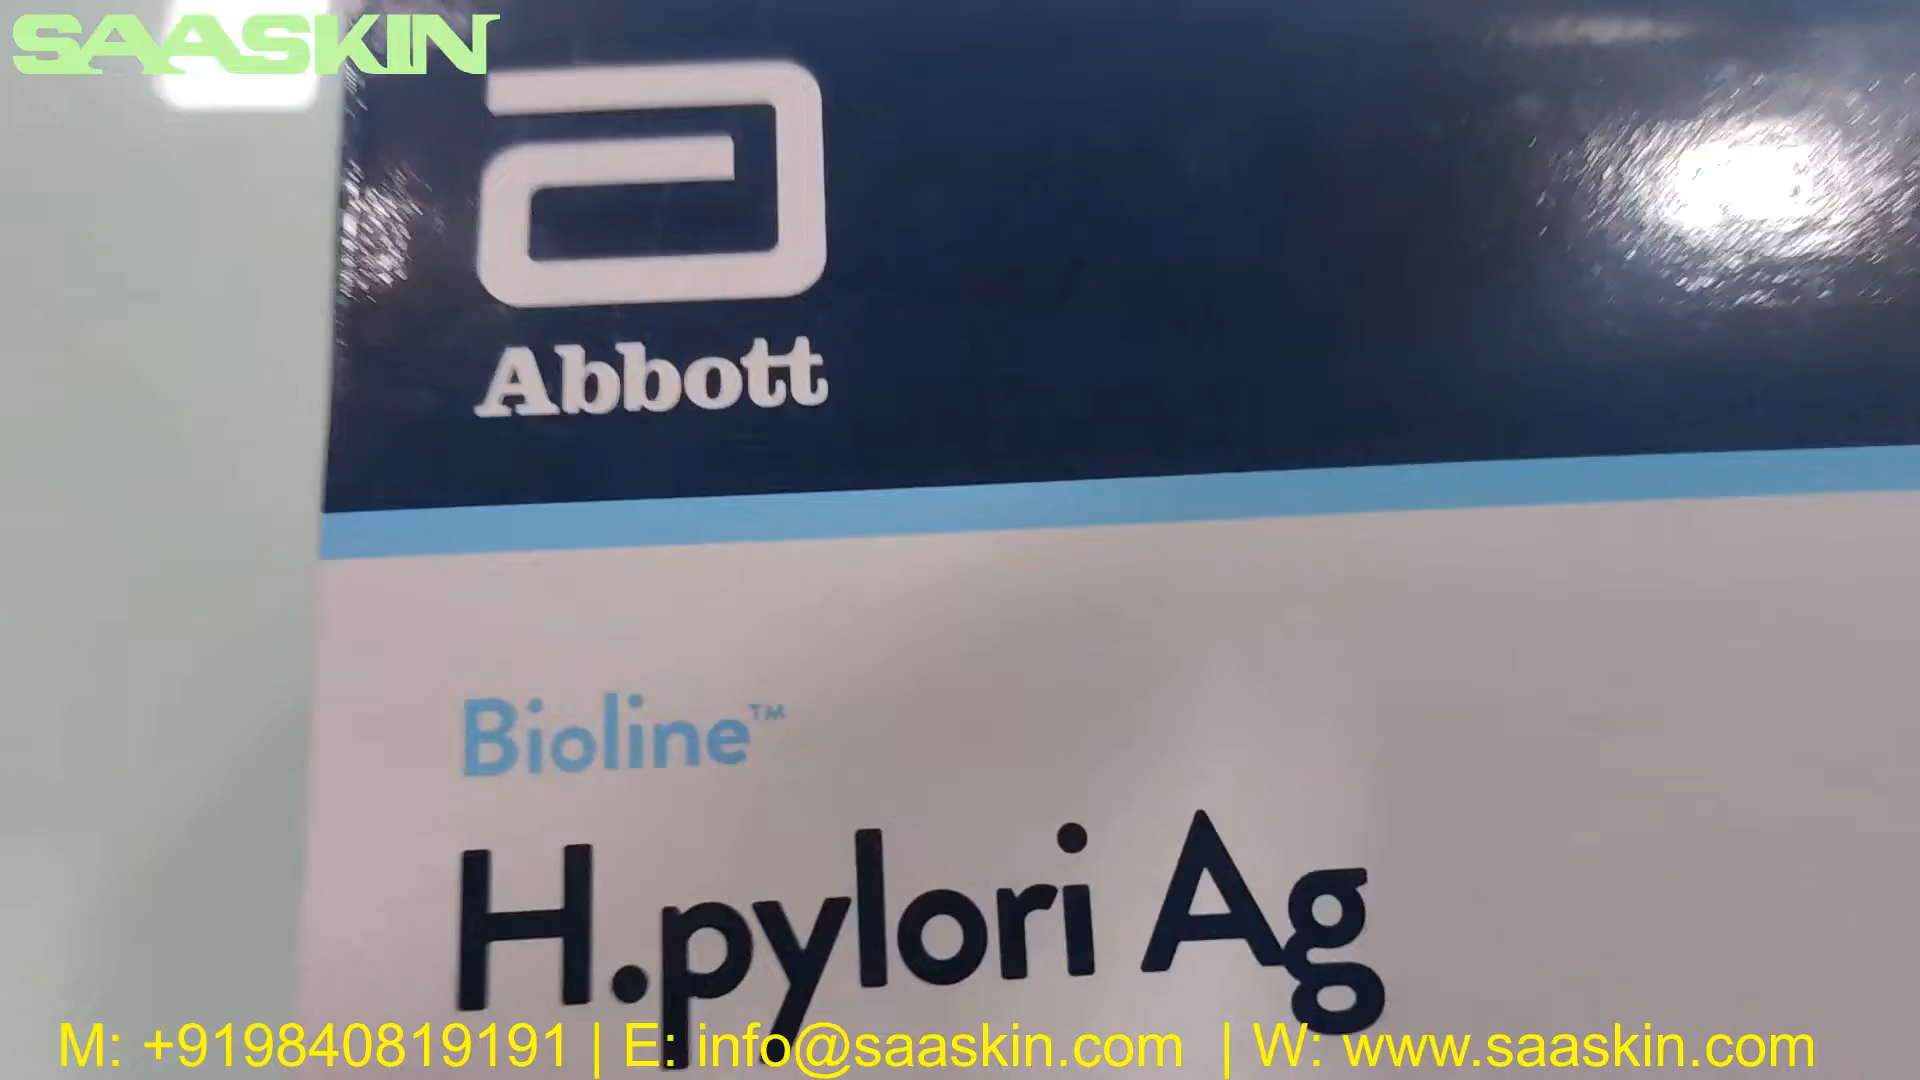 SAASKIN
Abbott
Bioline™
H.pylori Ag
M: +919840819191 | E: info@saaskin.com | W: www.saaskin.com